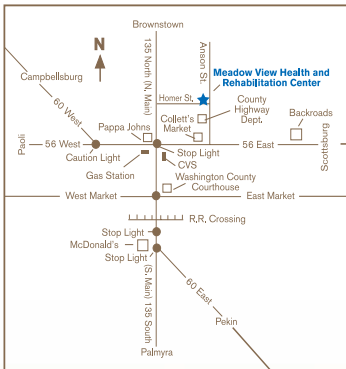 Brownstown
N
135 North (N. Main)
Anson St.
Meadow View Health and
Rehabilitation Center
Campbellsburg
60 West
Homer St.
County
Highway
Dept.
Collett's
Market
Backroads
Pappa Johns
Paoli
56 West
56 East
Scottsburg
Caution Light
Stop Light
Gas Station
CVS
Washington County
Courthouse
West Market
East Market
R.R. Crossing
Stop Light
McDonald's
Stop Light
(S. Main) 135 South
60 East
Pekin
Palmyra